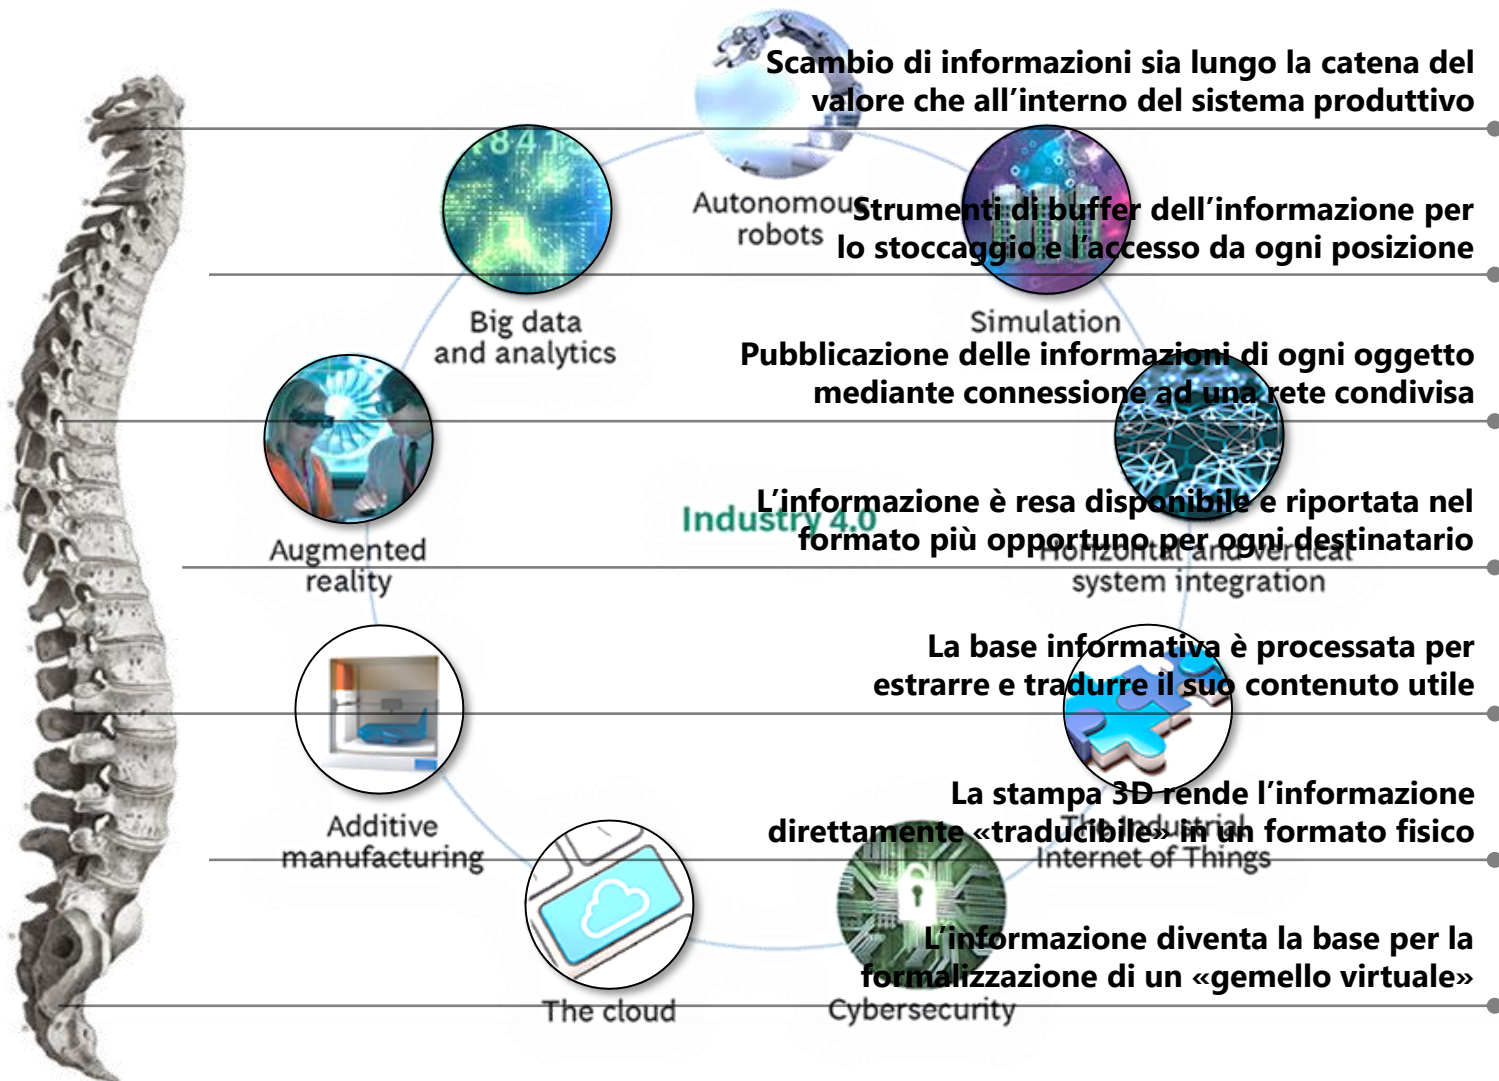 Scambio di informazioni sia lungo la catena del
valore che all’interno del sistema produttivo
Autonomous
robots
Strumenti di buffer dell’informazione per
lo stoccaggio e l’accesso da ogni posizione
Big data
and analytics
Simulation
Pubblicazione delle informazioni di ogni oggetto
mediante connessione ad una rete condivisa
Industry 4.0
L’informazione è resa disponibile e riportata nel
formato più opportuno per ogni destinatario
Augmented
reality
Horizontal and vertical
system integration
La base informativa è processata per
estrarre e tradurre il suo contenuto utile
La stampa 3D rende l’informazione
direttamente «traducibile» in un formato fisico
Additive
manufacturing
The Industrial
Internet of Things
L’informazione diventa la base per la
formalizzazione di un «gemello virtuale»
The cloud
Cybersecurity